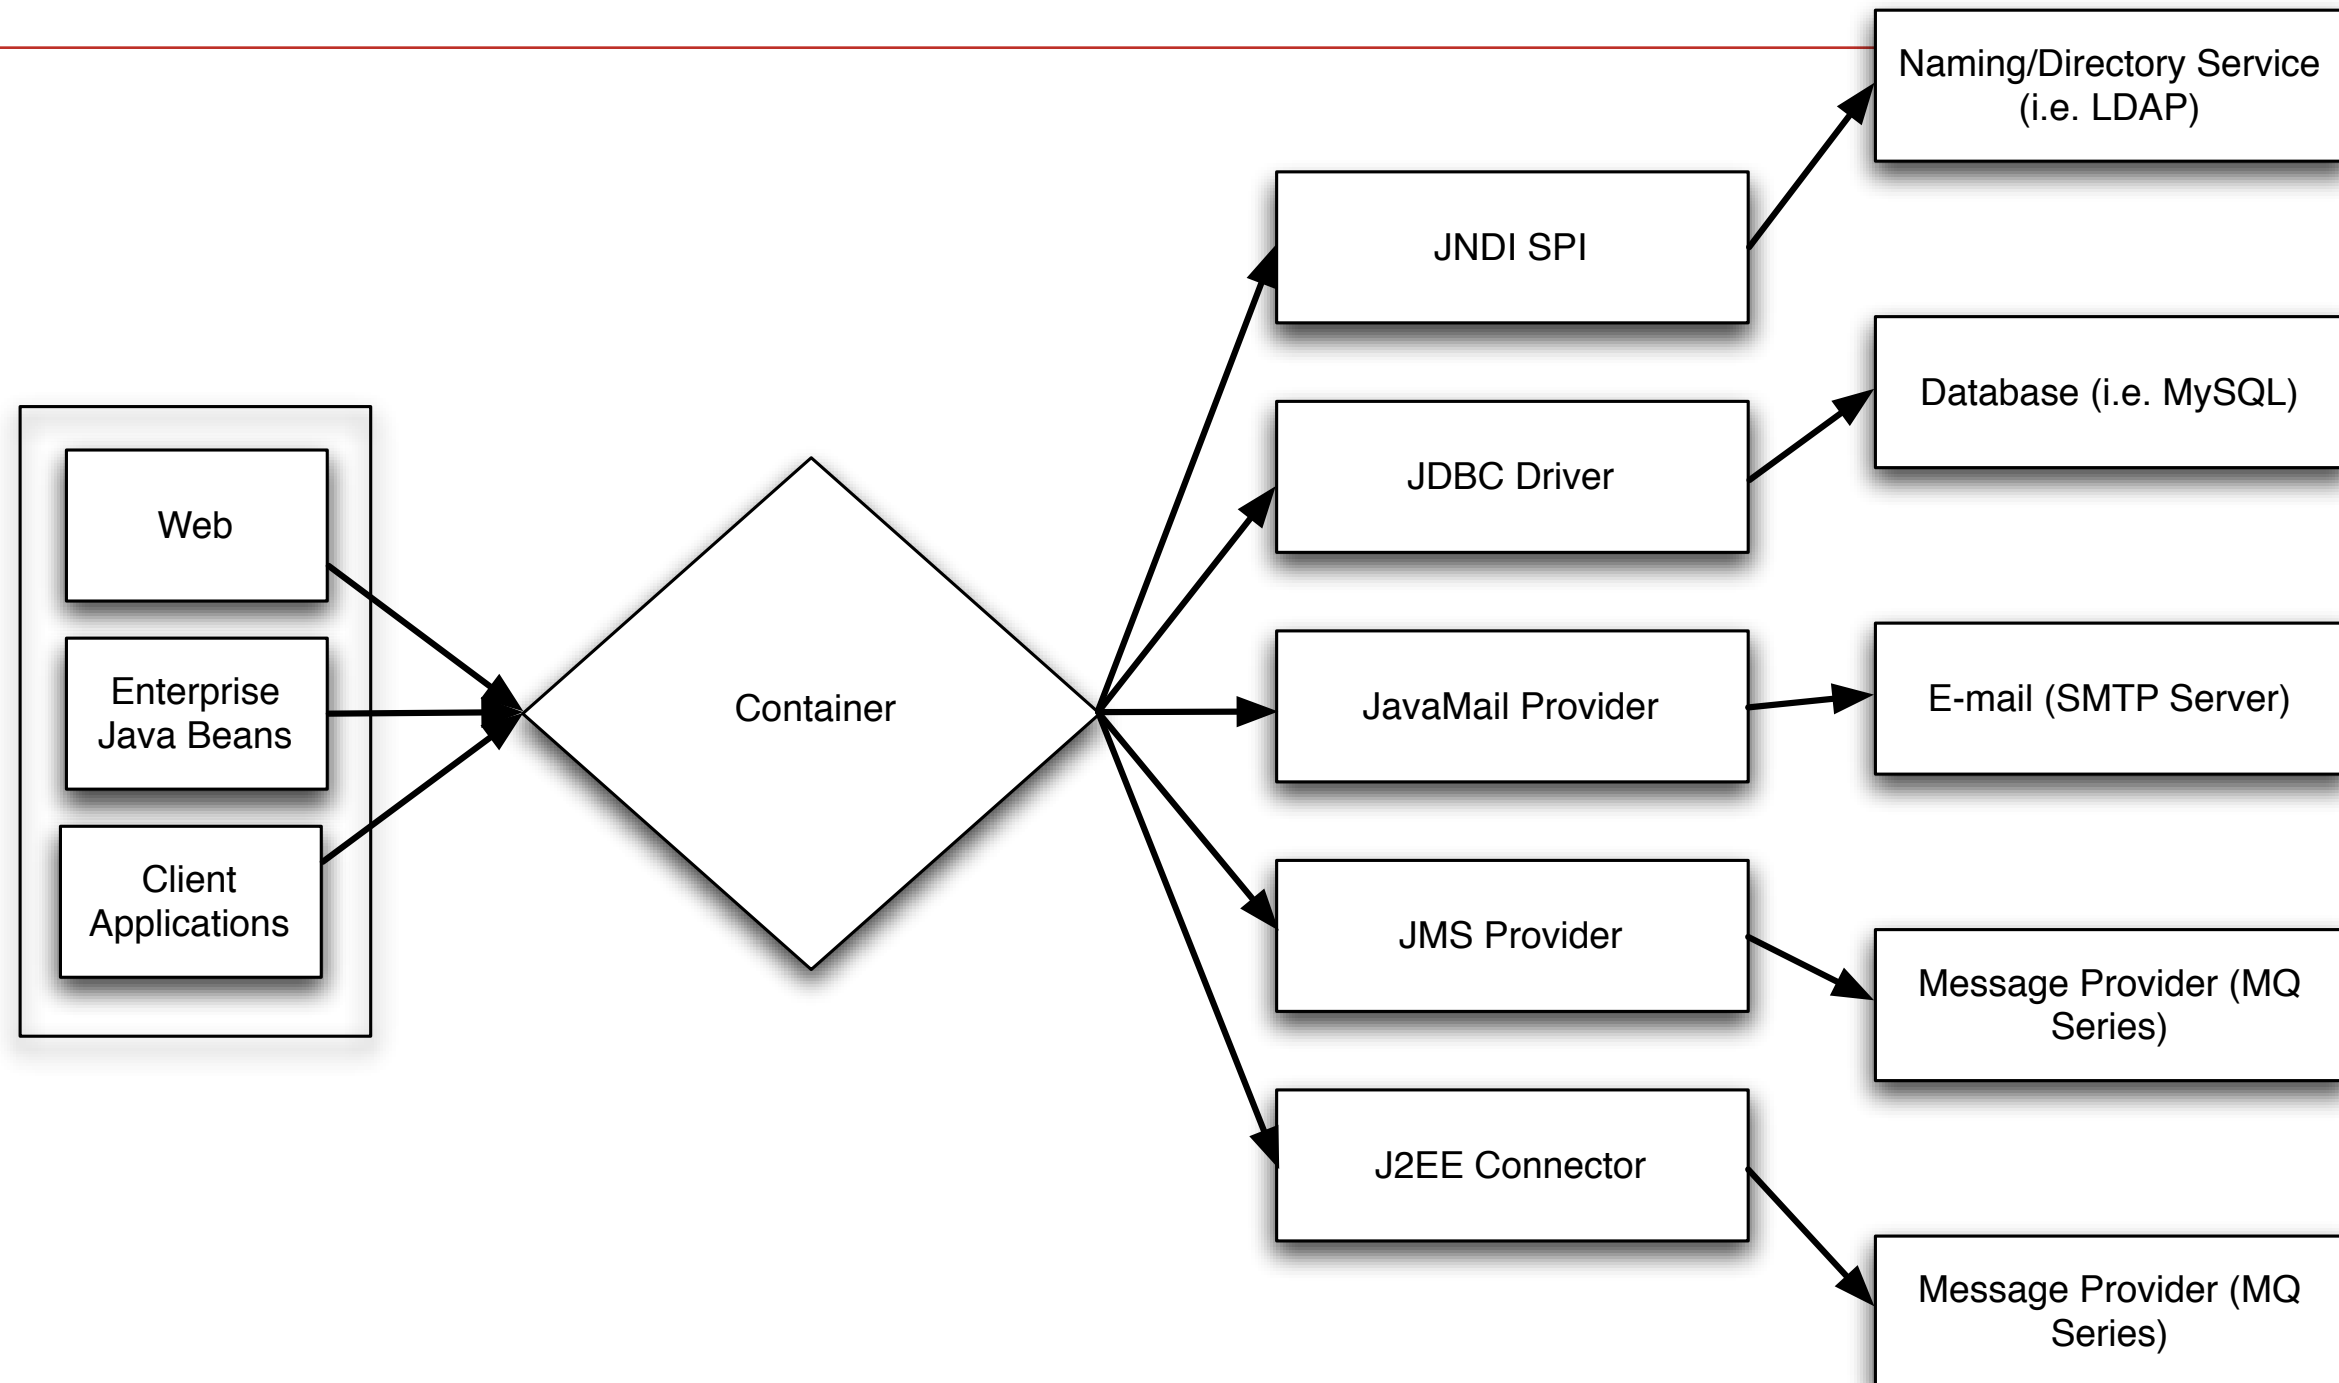 Web
Enterprise
Java Beans
Client
Applications
Container
JNDI SPI
JDBC Driver
JavaMail Provider
JMS Provider
J2EE Connector
Naming/Directory Service
(i.e. LDAP)
Database (i.e. MySQL)
E-mail (SMTP Server)
Message Provider (MQ
Series)
Message Provider (MQ
Series)